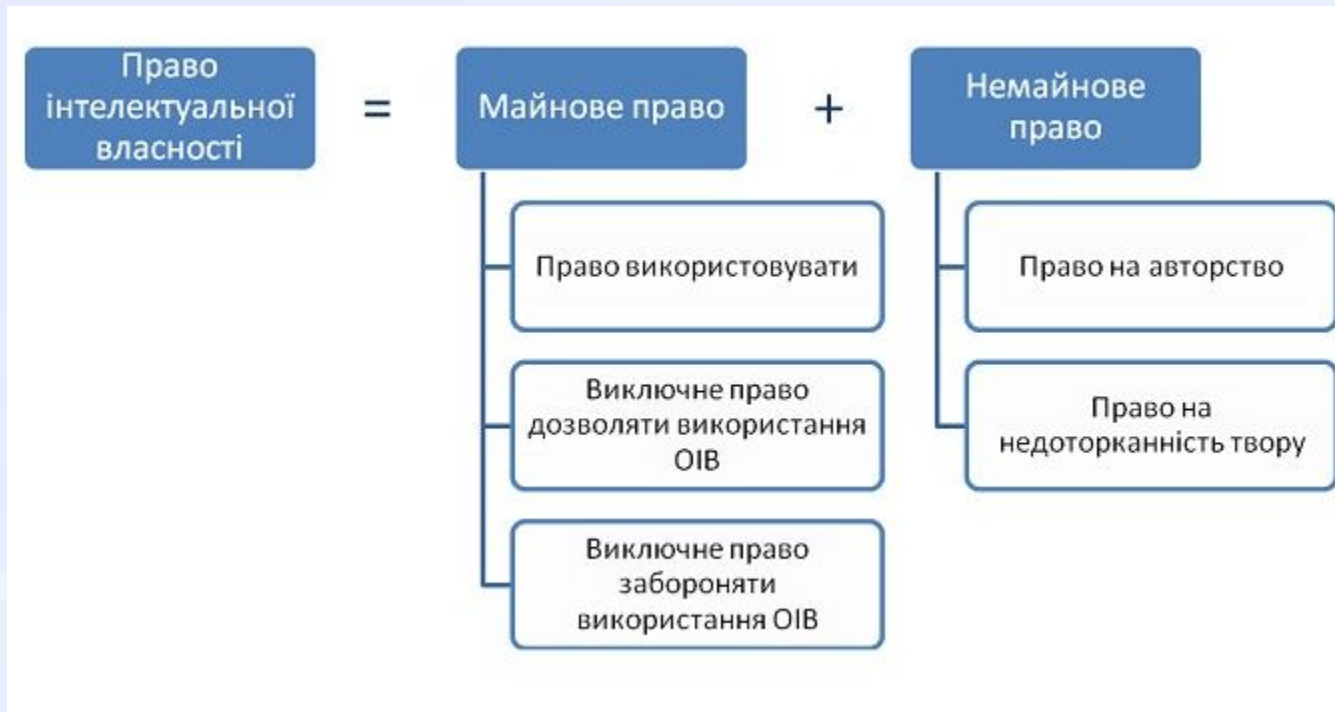 Право
інтелектуальної
власності
=
Майнове право
+
Немайнове
право
Право використовувати
Виключне право
дозволяти використання
ОІВ
Виключне право
забороняти
використання ОІВ
Право на авторство
Право на
недоторканність твору